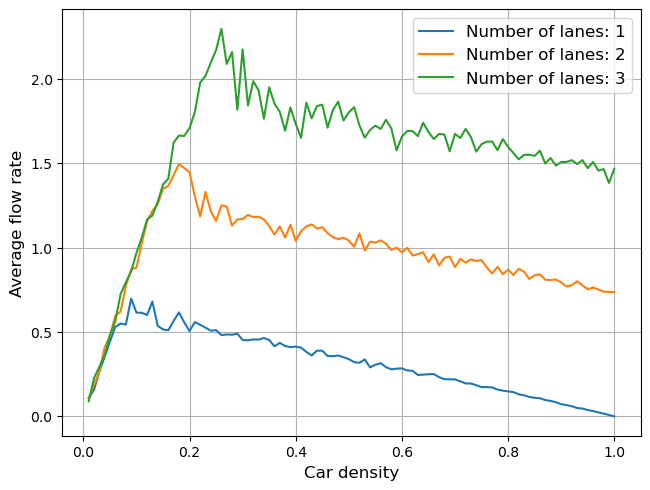 Number of lanes: 1
Number of lanes: 2
Number of lanes: 3
Average flow rate
2.0
1.5
1.0
0.5
0.0
0.0 0.2 0.4 0.6 0.8 1.0
Car density